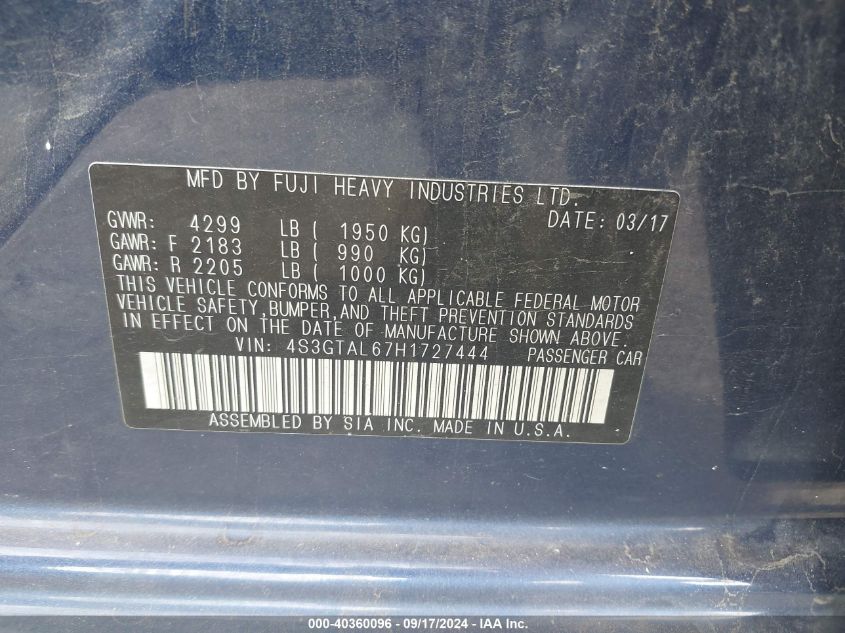 MFD BY FUJI HEAVY INDUSTRIES LTD.
DATE: 03/17
GVWR: 4299 LB ( 1950 KG)
GAWR: F 2183 LB ( 990 KG)
GAWR: R 2205 LB ( 1000 KG)
THIS VEHICLE CONFORMS TO ALL APPLICABLE FEDERAL MOTOR
VEHICLE SAFETY,BUMPER,AND THEFT PREVENTION STANDARDS
IN EFFECT ON THE DATE OF MANUFACTURE SHOWN ABOVE.
VIN: 4S3GTAL67H1727444 PASSENGER CAR
ASSEMBLED BY SIA INC. MADE IN U.S.A.
000-40360096 - 09/17/2024 - IAA Inc.